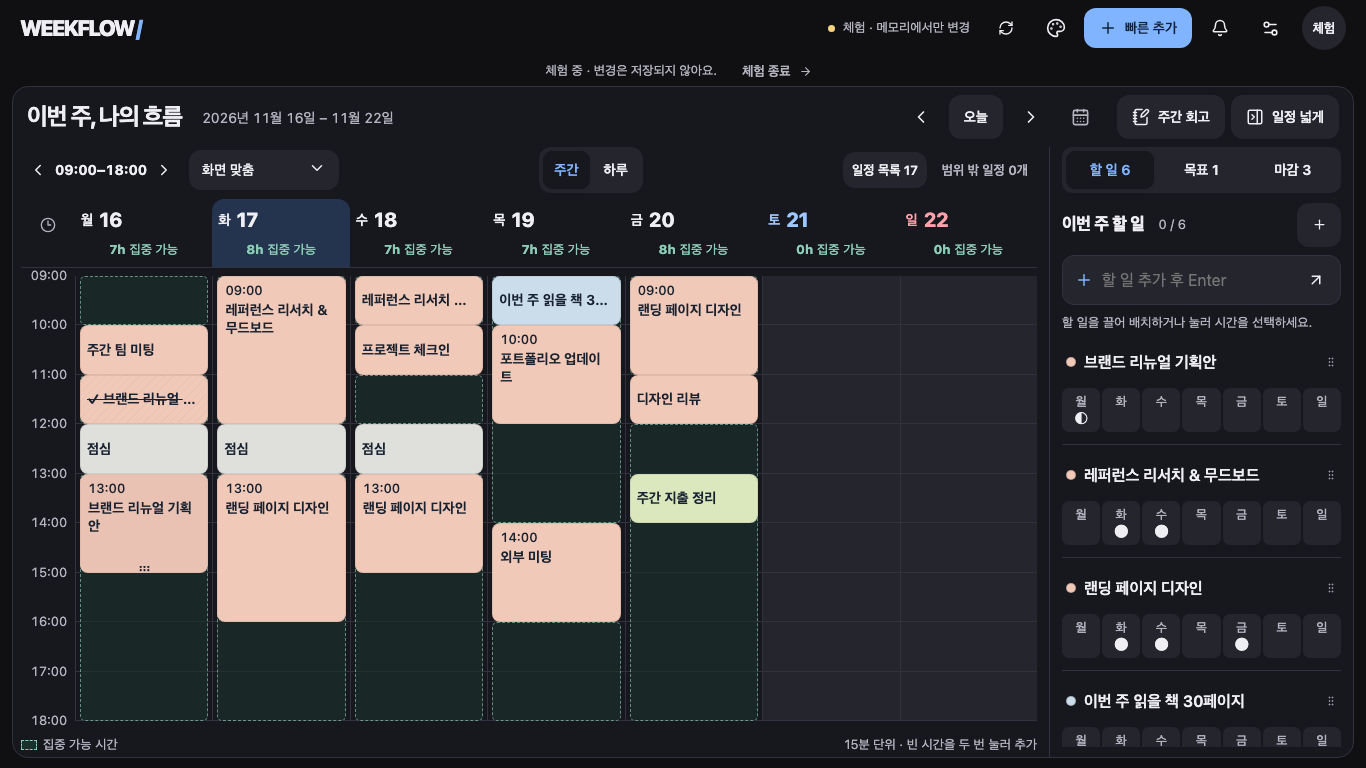 WEEKFLOW/
체험 · 메모리에서만 변경
빠른 추가
체험
체험 중 · 변경은 저장되지 않아요.
체험 종료 →
이번 주, 나의 흐름
2026년 11월 16일 – 11월 22일
오늘
주간 회고
일정 넓게
09:00–18:00
화면 맞춤
주간
하루
일정 목록 17
범위 밖 일정 0개
월 16
7h 집중 가능
화 17
8h 집중 가능
수 18
7h 집중 가능
목 19
7h 집중 가능
금 20
8h 집중 가능
토 21
0h 집중 가능
일 22
0h 집중 가능
09:00
10:00
11:00
12:00
13:00
14:00
15:00
16:00
17:00
18:00
주간 팀 미팅
브랜드 리뉴얼 ...
점심
13:00
브랜드 리뉴얼 기획
안
09:00
레퍼런스 리서치 &
무드보드
점심
13:00
랜딩 페이지 디자인
레퍼런스 리서치 ...
프로젝트 체크인
점심
13:00
랜딩 페이지 디자인
이번 주 읽을 책 3...
10:00
포트폴리오 업데이
트
14:00
외부 미팅
09:00
랜딩 페이지 디자인
디자인 리뷰
주간 지출 정리
집중 가능 시간
15분 단위 · 빈 시간을 두 번 눌러 추가
할 일 6
목표 1
마감 3
이번 주 할 일
0 / 6
할 일 추가 후 Enter
할 일을 끌어 배치하거나 눌러 시간을 선택하세요.
브랜드 리뉴얼 기획안
월 화 수 목 금 토 일
레퍼런스 리서치 & 무드보드
월 화 수 목 금 토 일
랜딩 페이지 디자인
월 화 수 목 금 토 일
이번 주 읽을 책 30페이지
월 화 수 목 금 토 일